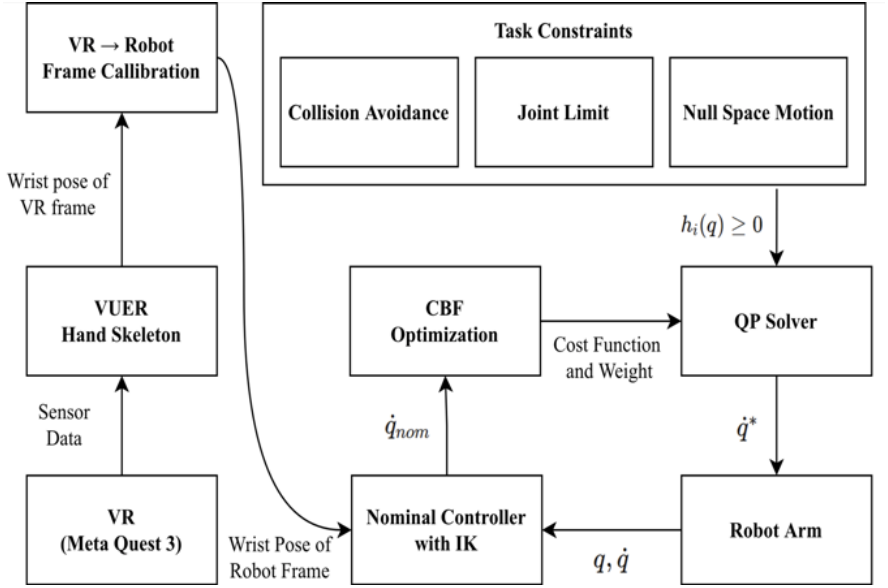 VR → Robot
Frame Callibration
Task Constraints
Collision Avoidance
Joint Limit
Null Space Motion
Wrist pose of
VR frame
h_i(q) ≥ 0
VUER
Hand Skeleton
CBF
Optimization
QP Solver
Cost Function
and Weight
Sensor
Data
q̇_nom
q̇*
VR
(Meta Quest 3)
Nominal Controller
with IK
Robot Arm
Wrist Pose of
Robot Frame
q, q̇